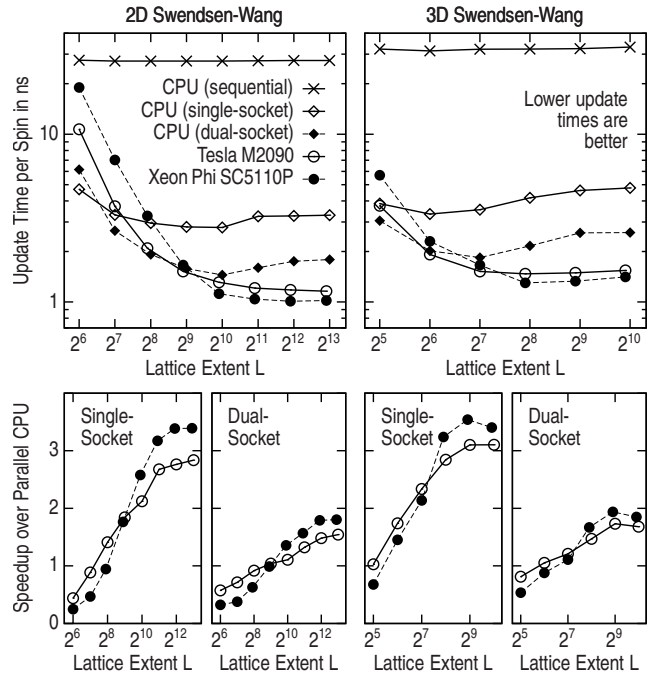 2D Swendsen-Wang
3D Swendsen-Wang
Update Time per Spin in ns
10
1
CPU (sequential)
CPU (single-socket)
CPU (dual-socket)
Tesla M2090
Xeon Phi SC5110P
Lower update
times are
better
2^6 2^7 2^8 2^9 2^10 2^11 2^12 2^13
Lattice Extent L
2^5 2^6 2^7 2^8 2^9 2^10
Lattice Extent L
Speedup over Parallel CPU
3
2
1
0
Single-
Socket
Dual-
Socket
Single-
Socket
Dual-
Socket
2^6 2^8 2^10 2^12
Lattice Extent L
2^6 2^8 2^10 2^12
Lattice Extent L
2^5 2^7 2^9
Lattice Extent L
2^5 2^7 2^9
Lattice Extent L